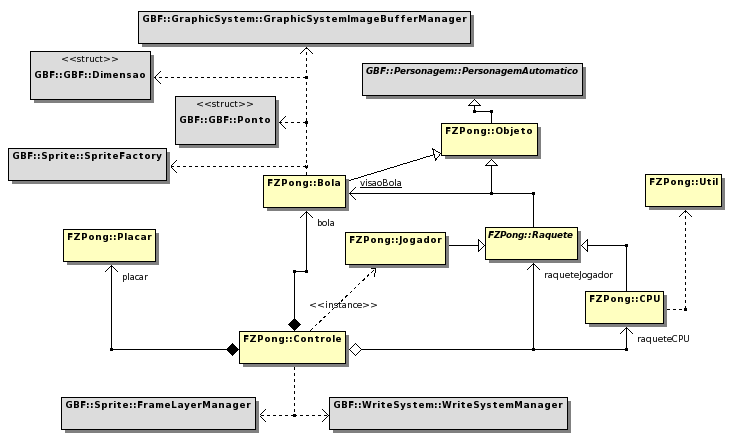 GBF::GraphicSystem::GraphicSystemImageBufferManager
<<struct>>
GBF::GBF::Dimensao
GBF::Personagem::PersonagemAutomatico
<<struct>>
GBF::GBF::Ponto
FZPong::Objeto
GBF::Sprite::SpriteFactory
FZPong::Bola
visaoBola
FZPong::Util
bola
FZPong::Placar
FZPong::Jogador
FZPong::Raquete
placar
raqueteJogador
<<instance>>
FZPong::CPU
FZPong::Controle
raqueteCPU
GBF::Sprite::FrameLayerManager
GBF::WriteSystem::WriteSystemManager